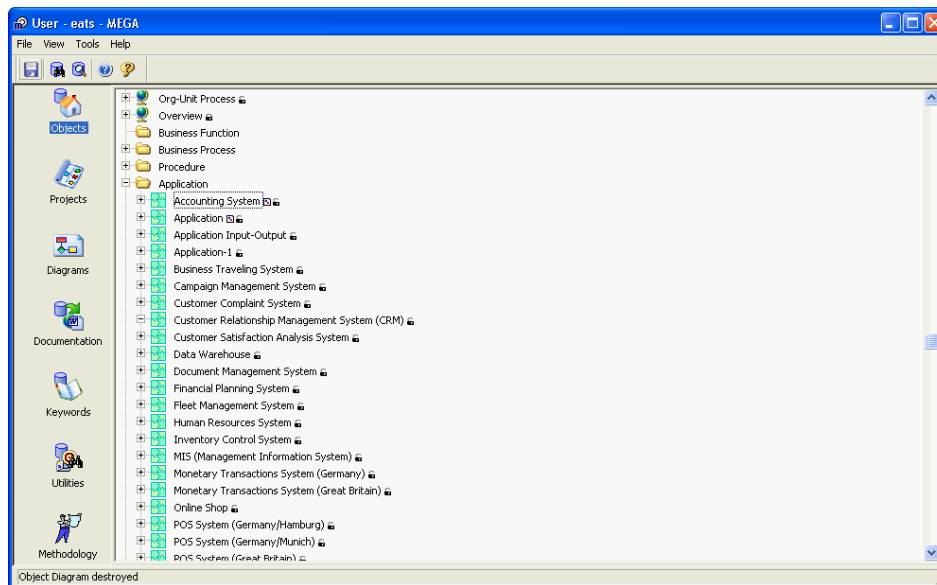 User - eats - MEGA
File View Tools Help
Objects
Projects
Diagrams
Documentation
Keywords
Utilities
Methodology
Org-Unit Process
Overview
Business Function
Business Process
Procedure
Application
Accounting System
Application
Application Input-Output
Application-1
Business Traveling System
Campaign Management System
Customer Complaint System
Customer Relationship Management System (CRM)
Customer Satisfaction Analysis System
Data Warehouse
Document Management System
Financial Planning System
Fleet Management System
Human Resources System
Inventory Control System
MIS (Management Information System)
Monetary Transactions System (Germany)
Monetary Transactions System (Great Britain)
Online Shop
POS System (Germany/Hamburg)
POS System (Germany/Munich)
POS System (Great Britain)
Object Diagram destroyed